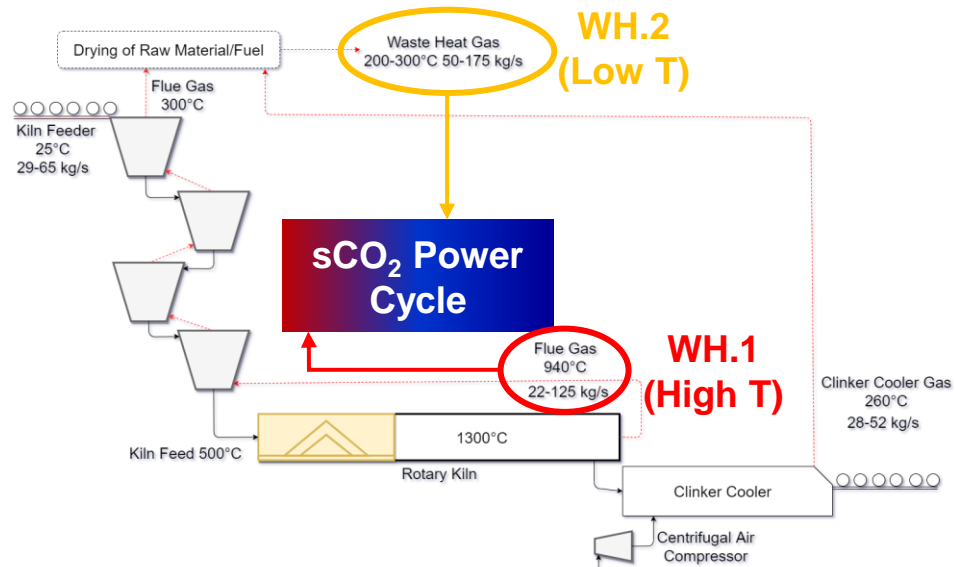 Drying of Raw Material/Fuel
Waste Heat Gas
200-300°C 50-175 kg/s
WH.2
(Low T)
Flue Gas
300°C
Kiln Feeder
25°C
29-65 kg/s
sCO₂ Power
Cycle
Flue Gas
940°C
22-125 kg/s
WH.1
(High T)
Clinker Cooler Gas
260°C
28-52 kg/s
Kiln Feed 500°C
1300°C
Rotary Kiln
Clinker Cooler
Centrifugal Air
Compressor